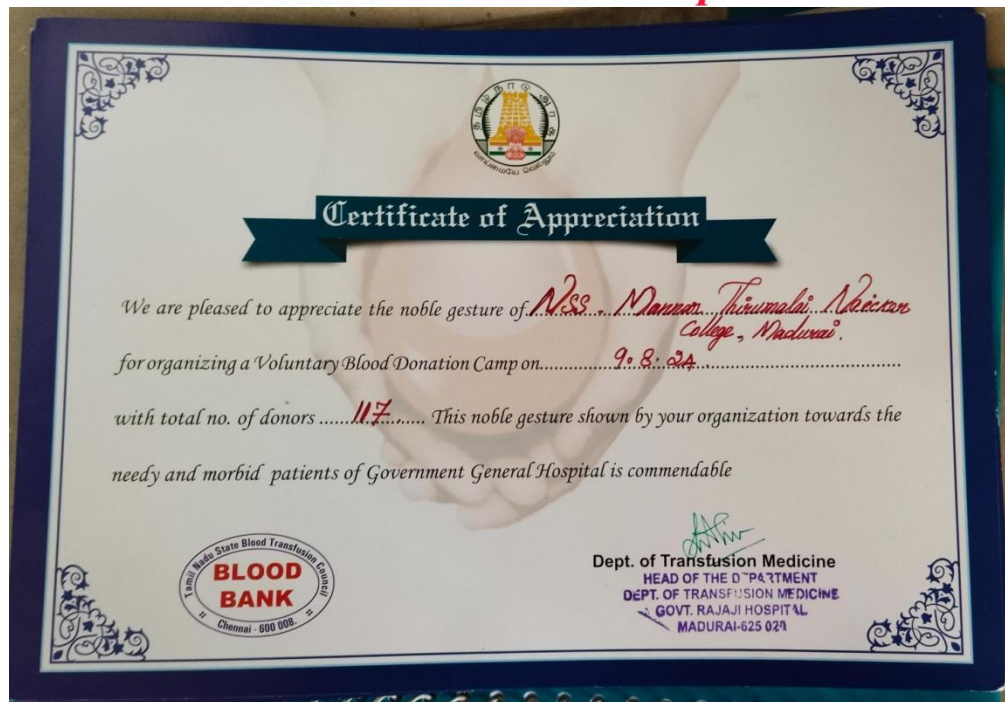 தமிழ்நாடு அரசு
வாய்மையே வெல்லும்
Certificate of Appreciation
We are pleased to appreciate the noble gesture of NSS. Mannar Thirumalai Naicker
College, Madurai.
for organizing a Voluntary Blood Donation Camp on 9.8.24
with total no. of donors 117 This noble gesture shown by your organization towards the
needy and morbid patients of Government General Hospital is commendable
Tamil Nadu State Blood Transfusion Council
BLOOD
BANK
Chennai - 600 008.
Dept. of Transfusion Medicine
HEAD OF THE DEPARTMENT
DEPT. OF TRANSFUSION MEDICINE
GOVT. RAJAJI HOSPITAL
MADURAI-625 020